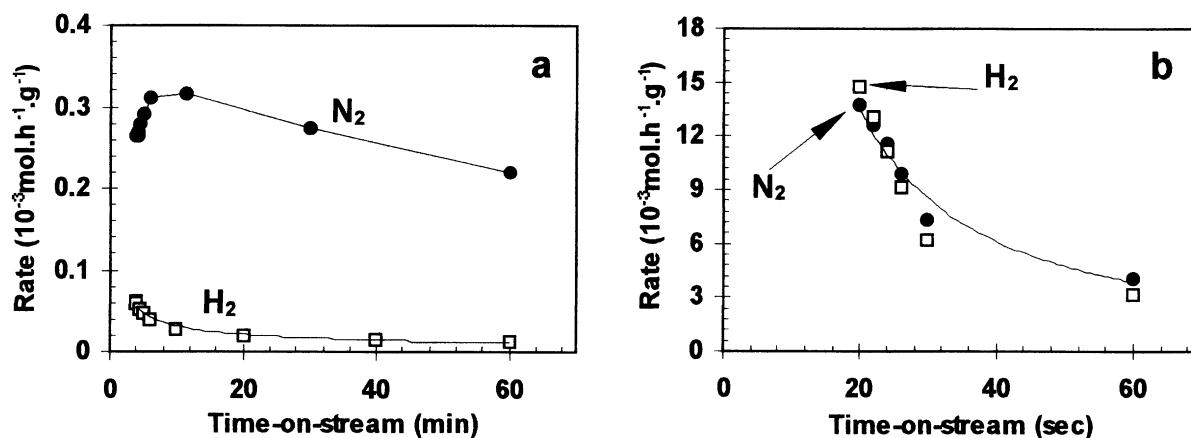 a
Rate (10⁻³mol.h⁻¹.g⁻¹)
0.4
0.3
0.2
0.1
0
N₂
H₂
0 20 40 60
Time-on-stream (min)
b
Rate (10⁻³mol.h⁻¹.g⁻¹)
18
15
12
9
6
3
0
H₂
N₂
0 20 40 60
Time-on-stream (sec)